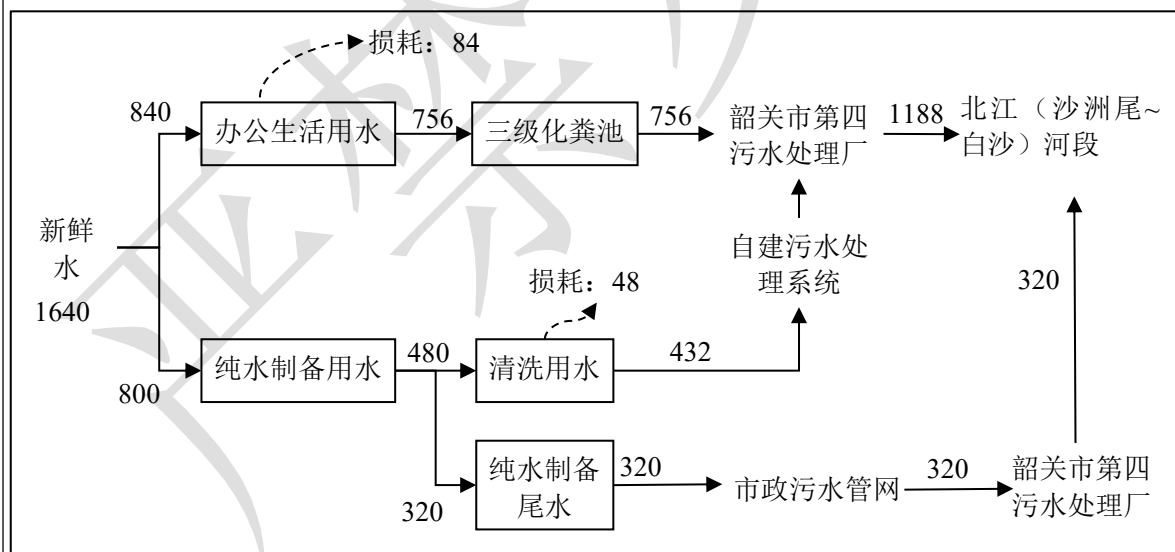 损耗：84
840
办公生活用水
756
三级化粪池
756
韶关市第四
污水处理厂
1188
北江（沙洲尾~
白沙）河段
新鲜
水
1640
自建污水处
理系统
损耗：48
320
800
纯水制备用水
480
清洗用水
432
320
纯水制备
尾水
320
市政污水管网
320
韶关市第四
污水处理厂